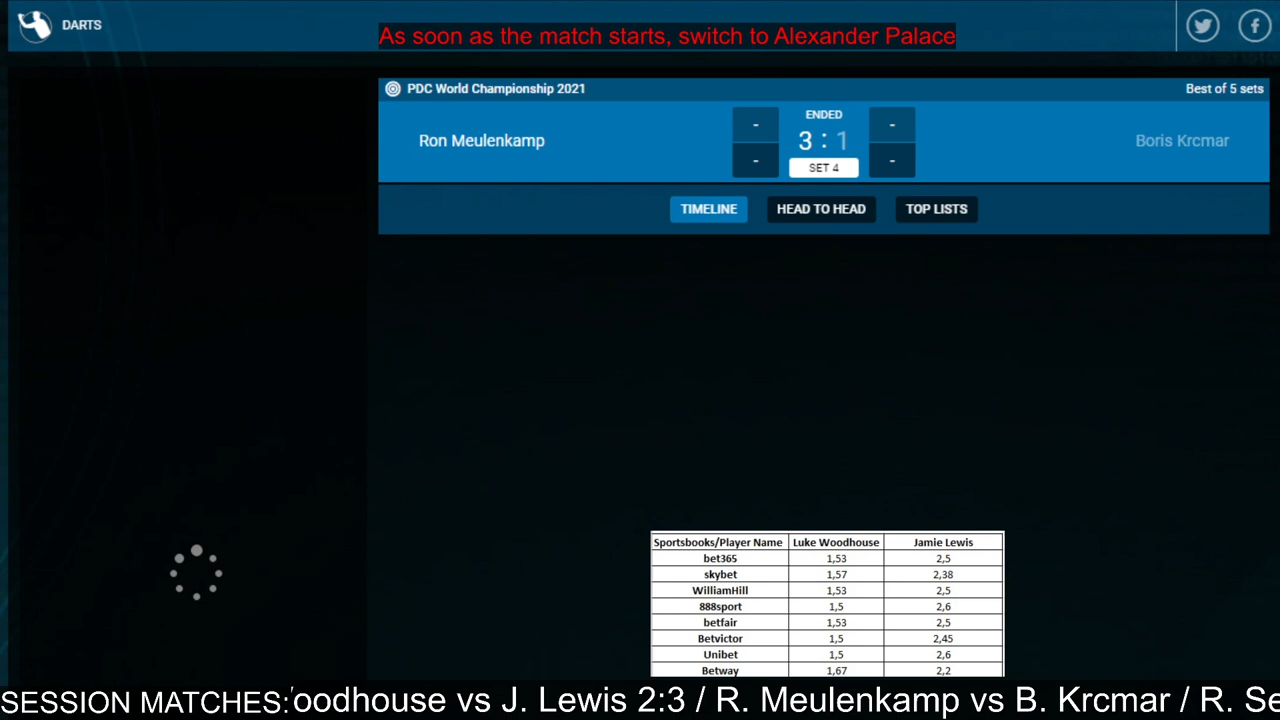 DARTS
As soon as the match starts, switch to Alexander Palace
PDC World Championship 2021
Best of 5 sets
Ron Meulenkamp
-
-
ENDED
3 : 1
SET 4
-
-
Boris Krcmar
TIMELINE
HEAD TO HEAD
TOP LISTS
Sportsbooks/Player Name Luke Woodhouse Jamie Lewis
bet365 1,53 2,5
skybet 1,57 2,38
WilliamHill 1,53 2,5
888sport 1,5 2,6
betfair 1,53 2,5
Betvictor 1,5 2,45
Unibet 1,5 2,6
Betway 1,67 2,2
SESSION MATCHES: oodhouse vs J. Lewis 2:3 / R. Meulenkamp vs B. Krcmar / R. Se